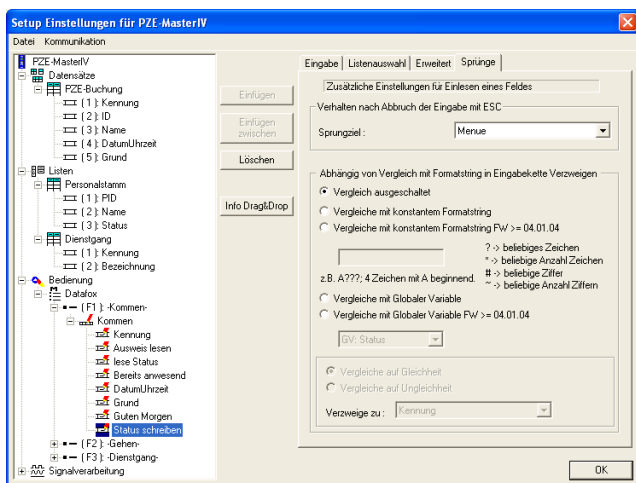 Setup Einstellungen für PZE-MasterIV
Datei Kommunikation
PZE-MasterIV
Datensätze
PZE-Buchung
( 1 ): Kennung
( 2 ): ID
( 3 ): Name
( 4 ): DatumUhrzeit
( 5 ): Grund
Listen
Personalstamm
( 1 ): PID
( 2 ): Name
( 3 ): Status
Dienstgang
( 1 ): Kennung
( 2 ): Bezeichnung
Bedienung
Datafox
( F1 ): -Kommen-
Kommen
Kennung
Ausweis lesen
lese Status
Bereits anwesend
DatumUhrzeit
Grund
Guten Morgen
Status schreiben
( F2 ): -Gehen-
( F3 ): -Dienstgang-
Signalverarbeitung
Einfügen
Einfügen
zwischen
Löschen
Info Drag&Drop
Eingabe Listenauswahl Erweitert Sprünge
Zusätzliche Einstellungen für Einlesen eines Feldes
Verhalten nach Abbruch der Eingabe mit ESC
Sprungziel : Menue
Abhängig von Vergleich mit Formatstring in Eingabekette Verzweigen
Vergleich ausgeschaltet
Vergleiche mit konstantem Formatstring
Vergleiche mit konstantem Formatstring FW >= 04.01.04
? -> beliebiges Zeichen
* -> beliebige Anzahl Zeichen
# -> beliebige Ziffer
~ -> beliebige Anzahl Ziffern
z.B. A???; 4 Zeichen mit A beginnend.
Vergleiche mit Globaler Variable
Vergleiche mit Globaler Variable FW >= 04.01.04
GV: Status
Vergleiche auf Gleichheit
Vergleiche auf Ungleichheit
Verzweige zu : Kennung
OK